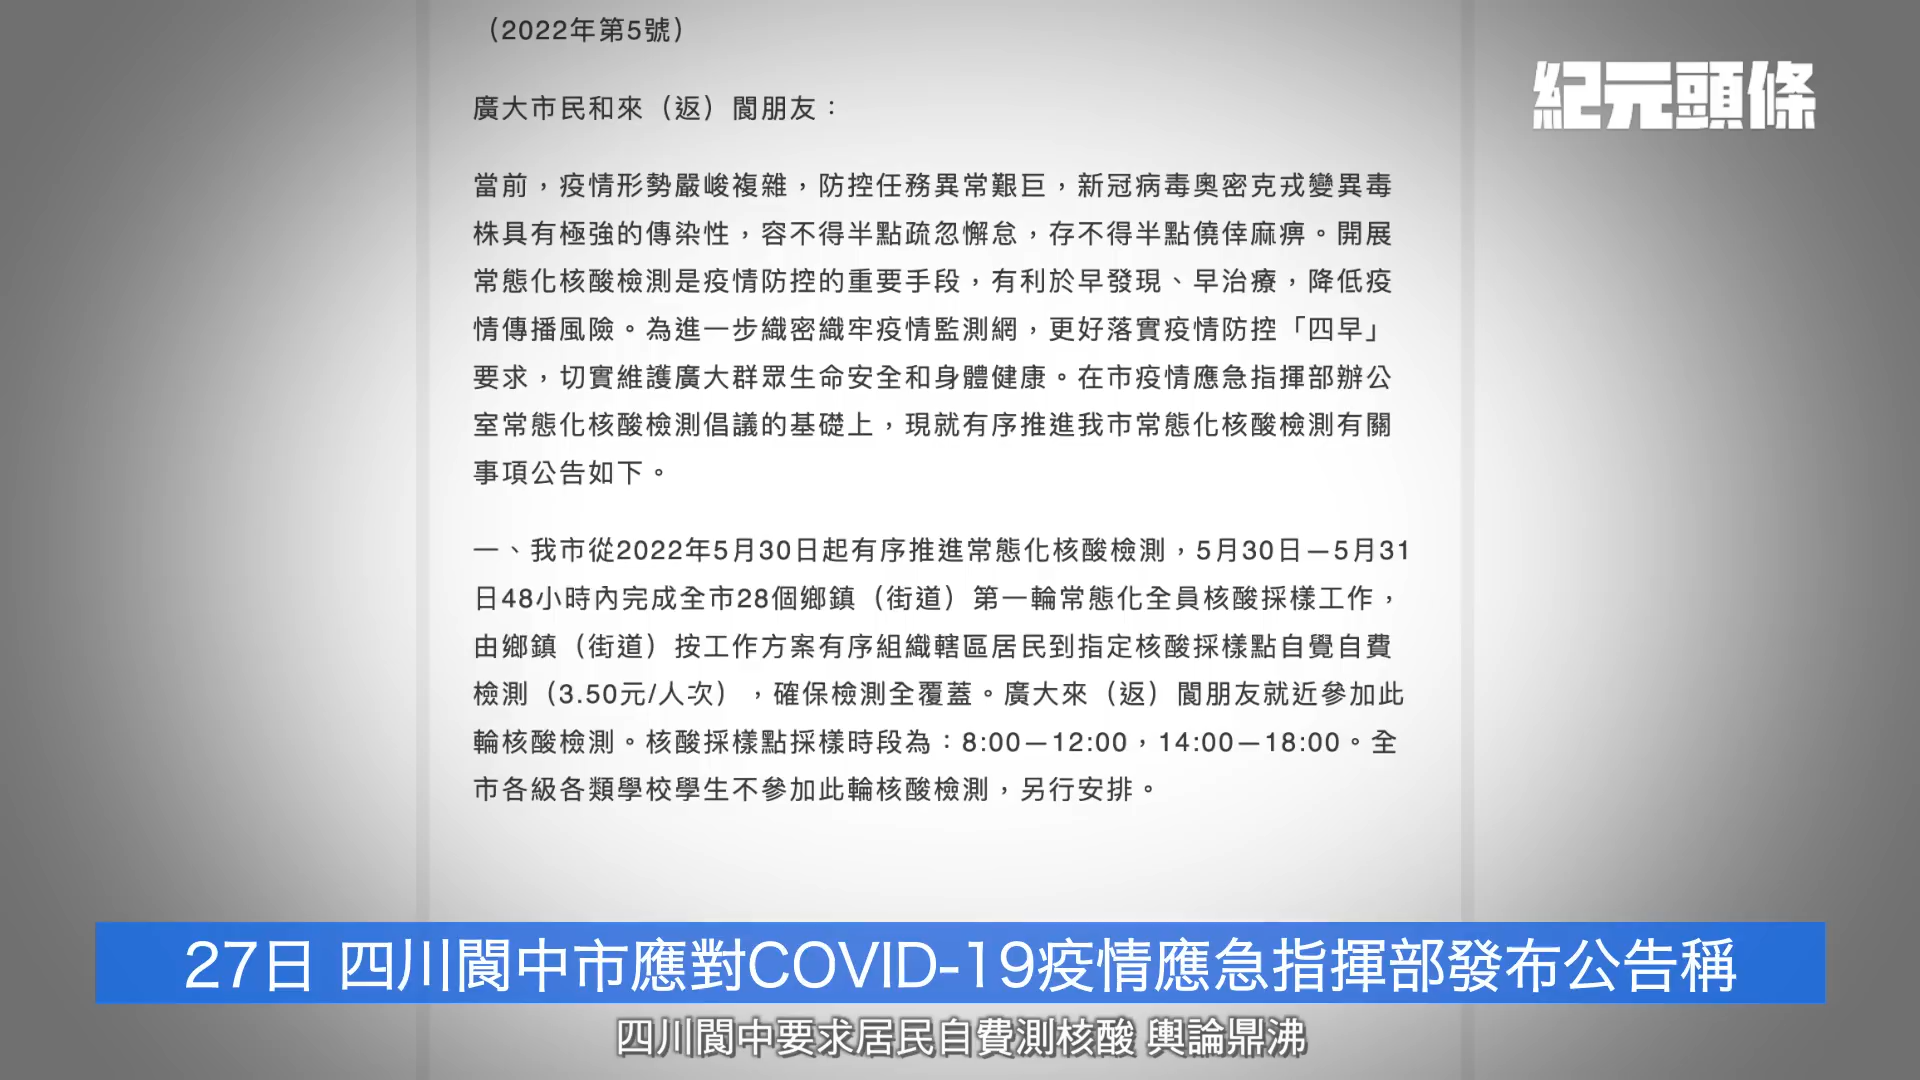 （2022年第5號）
紀元頭條
廣大市民和來（返）閬朋友：
當前，疫情形勢嚴峻複雜，防控任務異常艱巨，新冠病毒奧密克戎變異毒
株具有極強的傳染性，容不得半點疏忽懈怠，存不得半點僥倖麻痹。開展
常態化核酸檢測是疫情防控的重要手段，有利於早發現、早治療，降低疫
情傳播風險。為進一步織密織牢疫情監測網，更好落實疫情防控「四早」
要求，切實維護廣大群眾生命安全和身體健康。在市疫情應急指揮部辦公
室常態化核酸檢測倡議的基礎上，現就有序推進我市常態化核酸檢測有關
事項公告如下。
一、我市從2022年5月30日起有序推進常態化核酸檢測，5月30日—5月31
日48小時內完成全市28個鄉鎮（街道）第一輪常態化全員核酸採樣工作，
由鄉鎮（街道）按工作方案有序組織轄區居民到指定核酸採樣點自覺自費
檢測（3.50元/人次），確保檢測全覆蓋。廣大來（返）閬朋友就近參加此
輪核酸檢測。核酸採樣點採樣時段為：8:00—12:00，14:00—18:00。全
市各級各類學校學生不參加此輪核酸檢測，另行安排。
27日 四川閬中市應對COVID-19疫情應急指揮部發布公告稱
四川閬中要求居民自費測核酸 輿論鼎沸